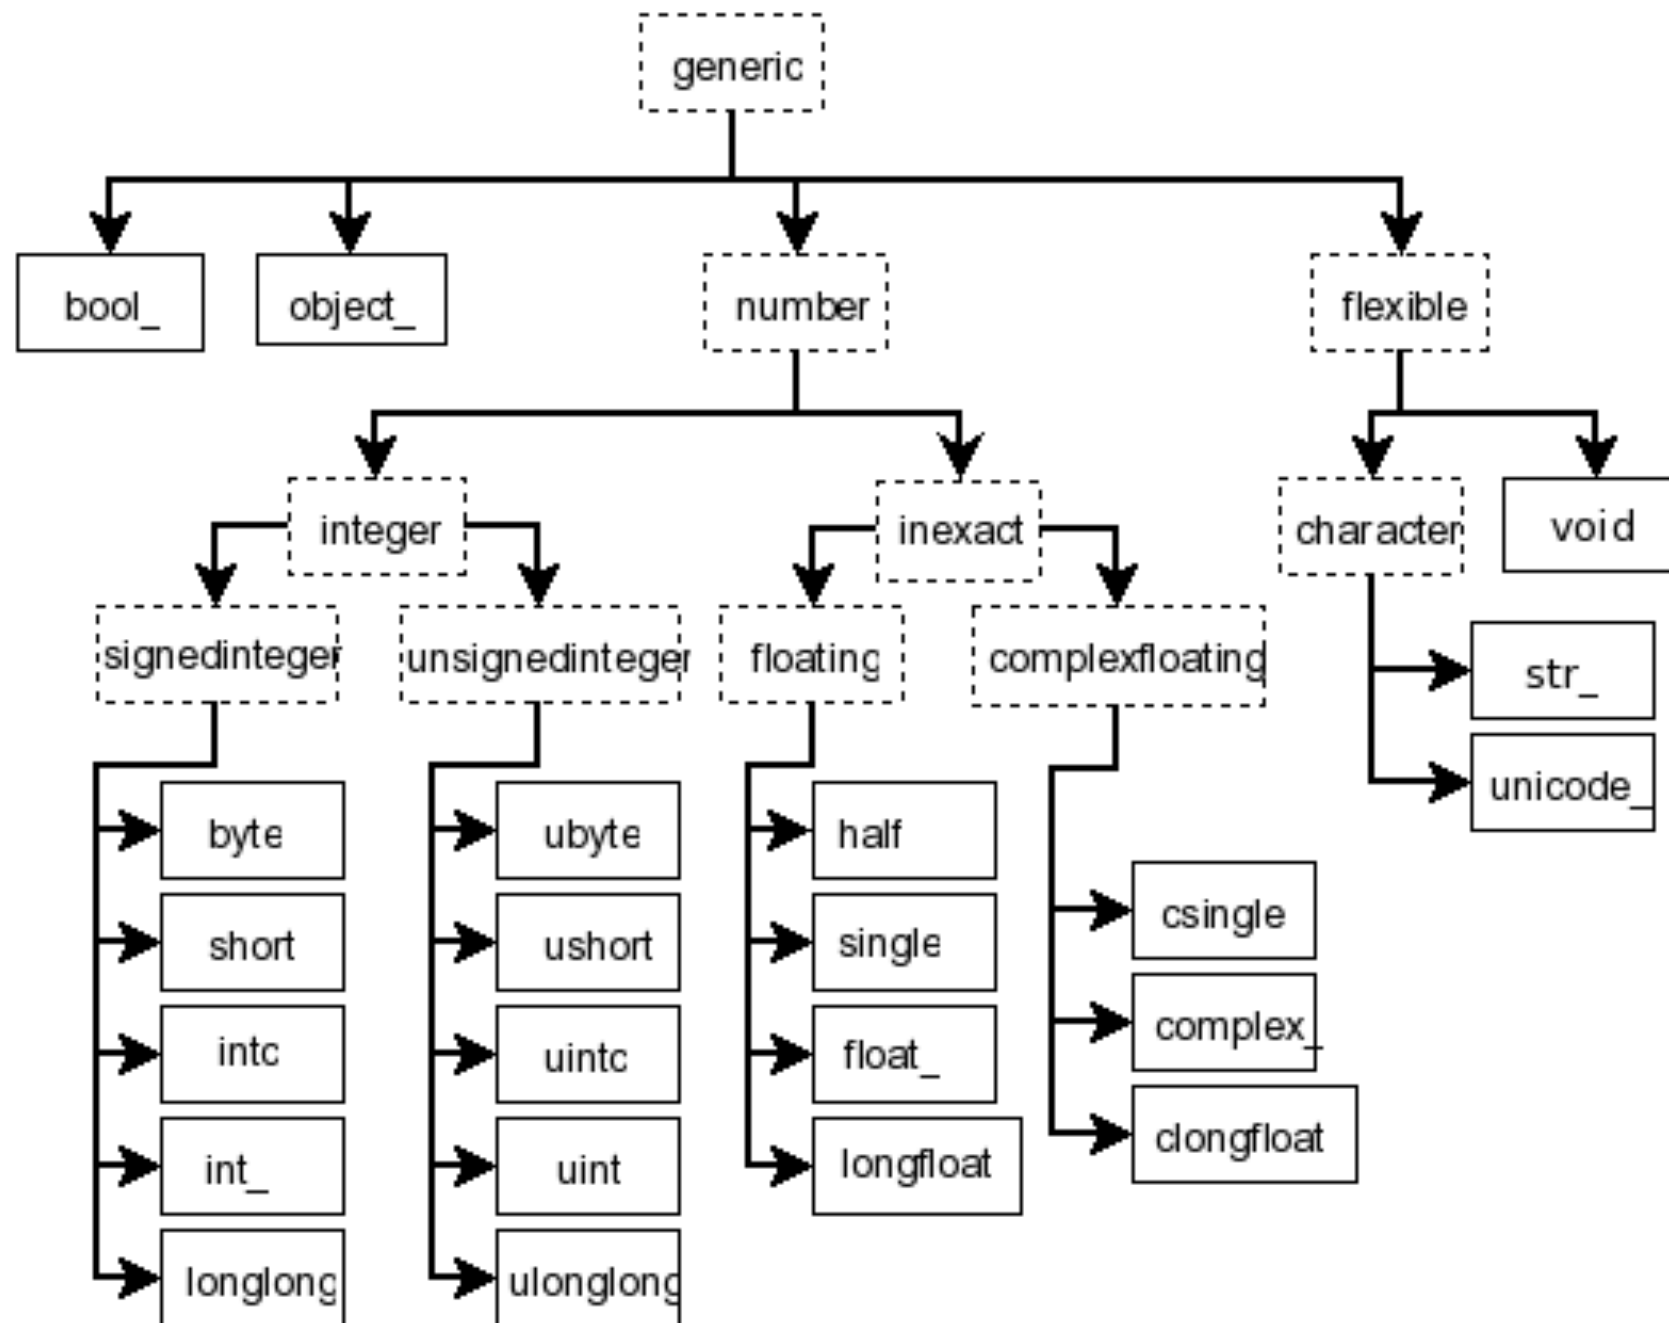 generic
bool_
object_
number
flexible
integer
inexact
character
void
signedinteger
unsignedinteger
floating
complexfloating
str_
unicode_
byte
ubyte
half
csingle
short
ushort
single
complex_
intc
uintc
float_
clongfloat
int_
uint
longfloat
longlong
ulonglong